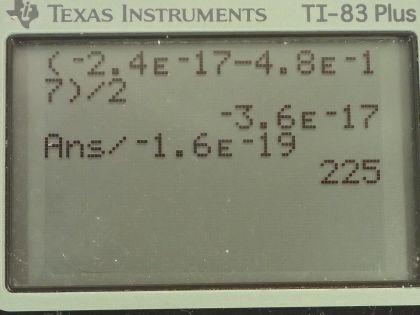 TEXAS INSTRUMENTS TI-83 Plus
(⁻2.4ᴇ⁻17-4.8ᴇ⁻1
7)/2
⁻3.6ᴇ⁻17
Ans/⁻1.6ᴇ⁻19
225